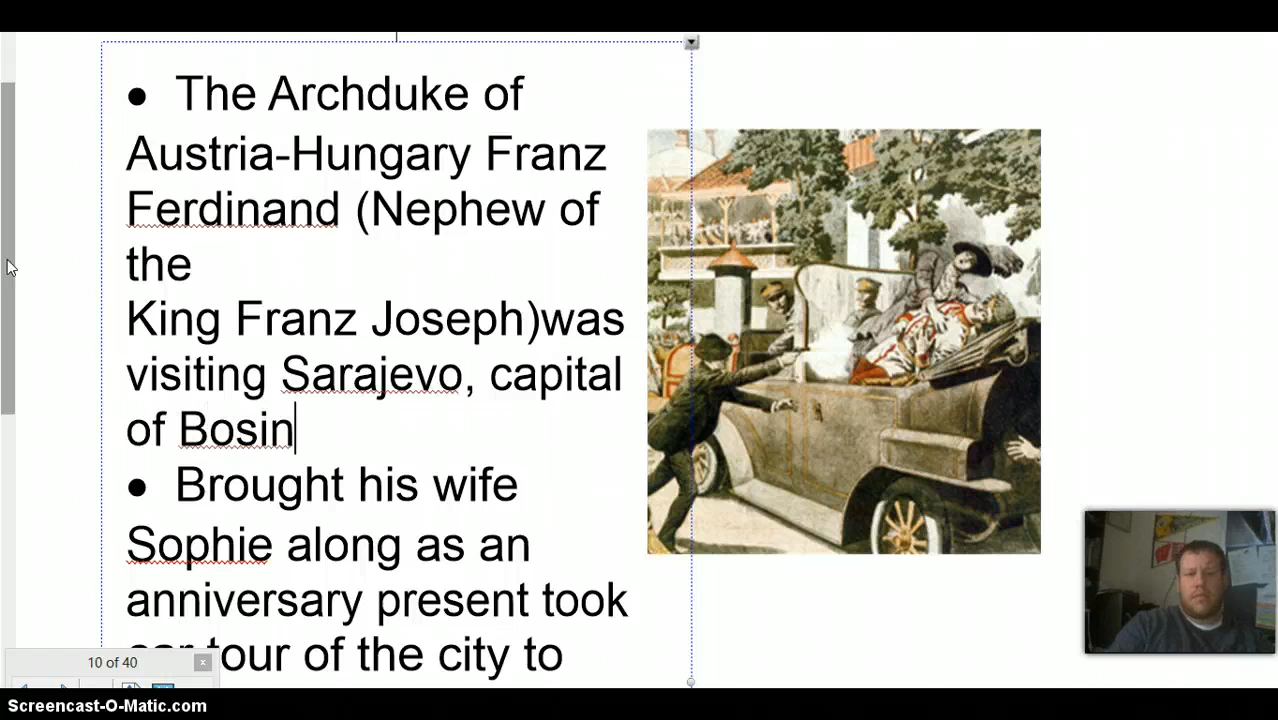 • The Archduke of
Austria-Hungary Franz
Ferdinand (Nephew of
the
King Franz Joseph)was
visiting Sarajevo, capital
of Bosin
• Brought his wife
Sophie along as an
anniversary present took
car tour of the city to
10 of 40
x
Screencast-O-Matic.com